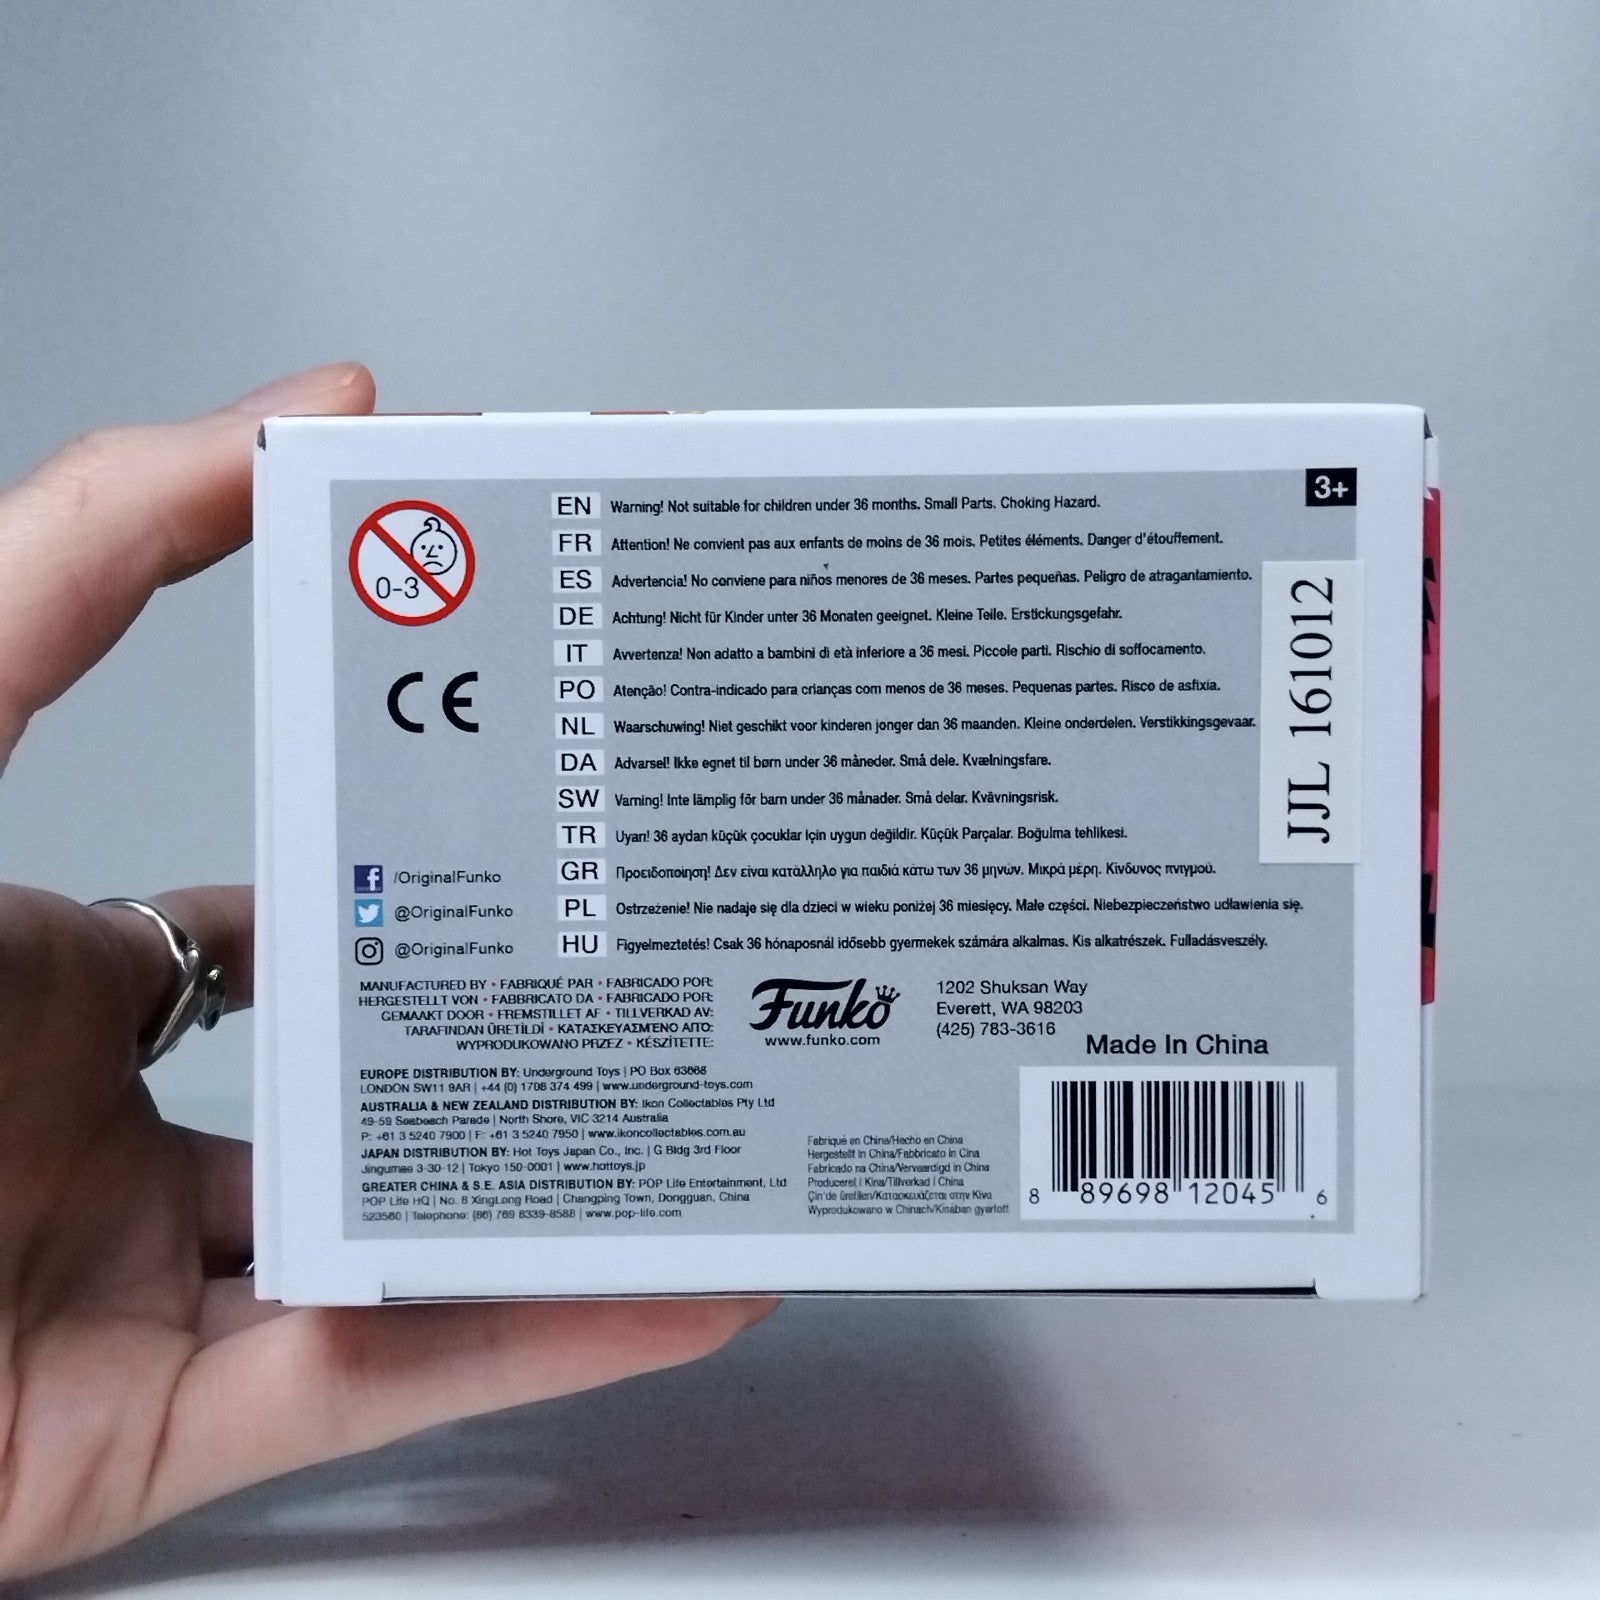 3+
0-3
EN Warning! Not suitable for children under 36 months. Small Parts. Choking Hazard.
FR Attention! Ne convient pas aux enfants de moins de 36 mois. Petites éléments. Danger d'étouffement.
ES Advertencia! No conviene para niños menores de 36 meses. Partes pequeñas. Peligro de atragantamiento.
DE Achtung! Nicht für Kinder unter 36 Monaten geeignet. Kleine Teile. Erstickungsgefahr.
IT Avvertenza! Non adatto a bambini di età inferiore a 36 mesi. Piccole parti. Rischio di soffocamento.
PO Atenção! Contra-indicado para crianças com menos de 36 meses. Pequenas partes. Risco de asfixia.
NL Waarschuwing! Niet geschikt voor kinderen jonger dan 36 maanden. Kleine onderdelen. Verstikkingsgevaar.
DA Advarsel! Ikke egnet til børn under 36 måneder. Små dele. Kvælningsfare.
SW Varning! Inte lämplig för barn under 36 månader. Små delar. Kvävningsrisk.
TR Uyarı! 36 aydan küçük çocuklar için uygun değildir. Küçük Parçalar. Boğulma tehlikesi.
GR Προειδοποίηση! Δεν είναι κατάλληλο για παιδιά κάτω των 36 μηνών. Μικρά μέρη. Κίνδυνος πνιγμού.
PL Ostrzeżenie! Nie nadaje się dla dzieci w wieku poniżej 36 miesięcy. Małe części. Niebezpieczeństwo udławienia się.
HU Figyelmeztetés! Csak 36 hónaposnál idősebb gyermekek számára alkalmas. Kis alkatrészek. Fulladásveszély.
JJL 161012
CE
/OriginalFunko
@OriginalFunko
@OriginalFunko
MANUFACTURED BY • FABRIQUÉ PAR • FABRICADO POR:
HERGESTELLT VON • FABBRICATO DA • FABRICADO POR:
GEMAAKT DOOR • FREMSTILLET AF • TILLVERKAD AV:
TARAFINDAN ÜRETİLDİ • ΚΑΤΑΣΚΕΥΑΣΜΈΝΟ ΑΠΌ:
WYPRODUKOWANO PRZEZ • KÉSZÍTETTE:
Funko
www.funko.com
1202 Shuksan Way
Everett, WA 98203
(425) 783-3616
Made In China
EUROPE DISTRIBUTION BY: Underground Toys | PO Box 63668
LONDON SW11 9AR | +44 (0) 1708 374 499 | www.underground-toys.com
AUSTRALIA & NEW ZEALAND DISTRIBUTION BY: Ikon Collectables Pty Ltd
49-59 Seabeach Parade | North Shore, VIC 3214 Australia
P: +61 3 5240 7900 | F: +61 3 5240 7950 | www.ikoncollectables.com.au
JAPAN DISTRIBUTION BY: Hot Toys Japan Co., Inc. | G Bldg 3rd Floor
Jingumae 3-30-12 | Tokyo 150-0001 | www.hottoys.jp
GREATER CHINA & S.E. ASIA DISTRIBUTION BY: POP Life Entertainment, Ltd
POP Life HQ | No. 8 XingLong Road | Changping Town, Dongguan, China
523560 | Telephone: (86) 769 8339-8588 | www.pop-life.com
Fabriqué en China/Hecho en China
Hergestellt in China/Fabbricato in Cina
Fabricado na China/Vervaardigd in China
Produceret i Kina/Tillverkad i China
Çin'de üretilen/Κατασκευάζεται στην Κίνα
Wyprodukowano w Chinach/Kínában gyártott
8 89698 12045 6